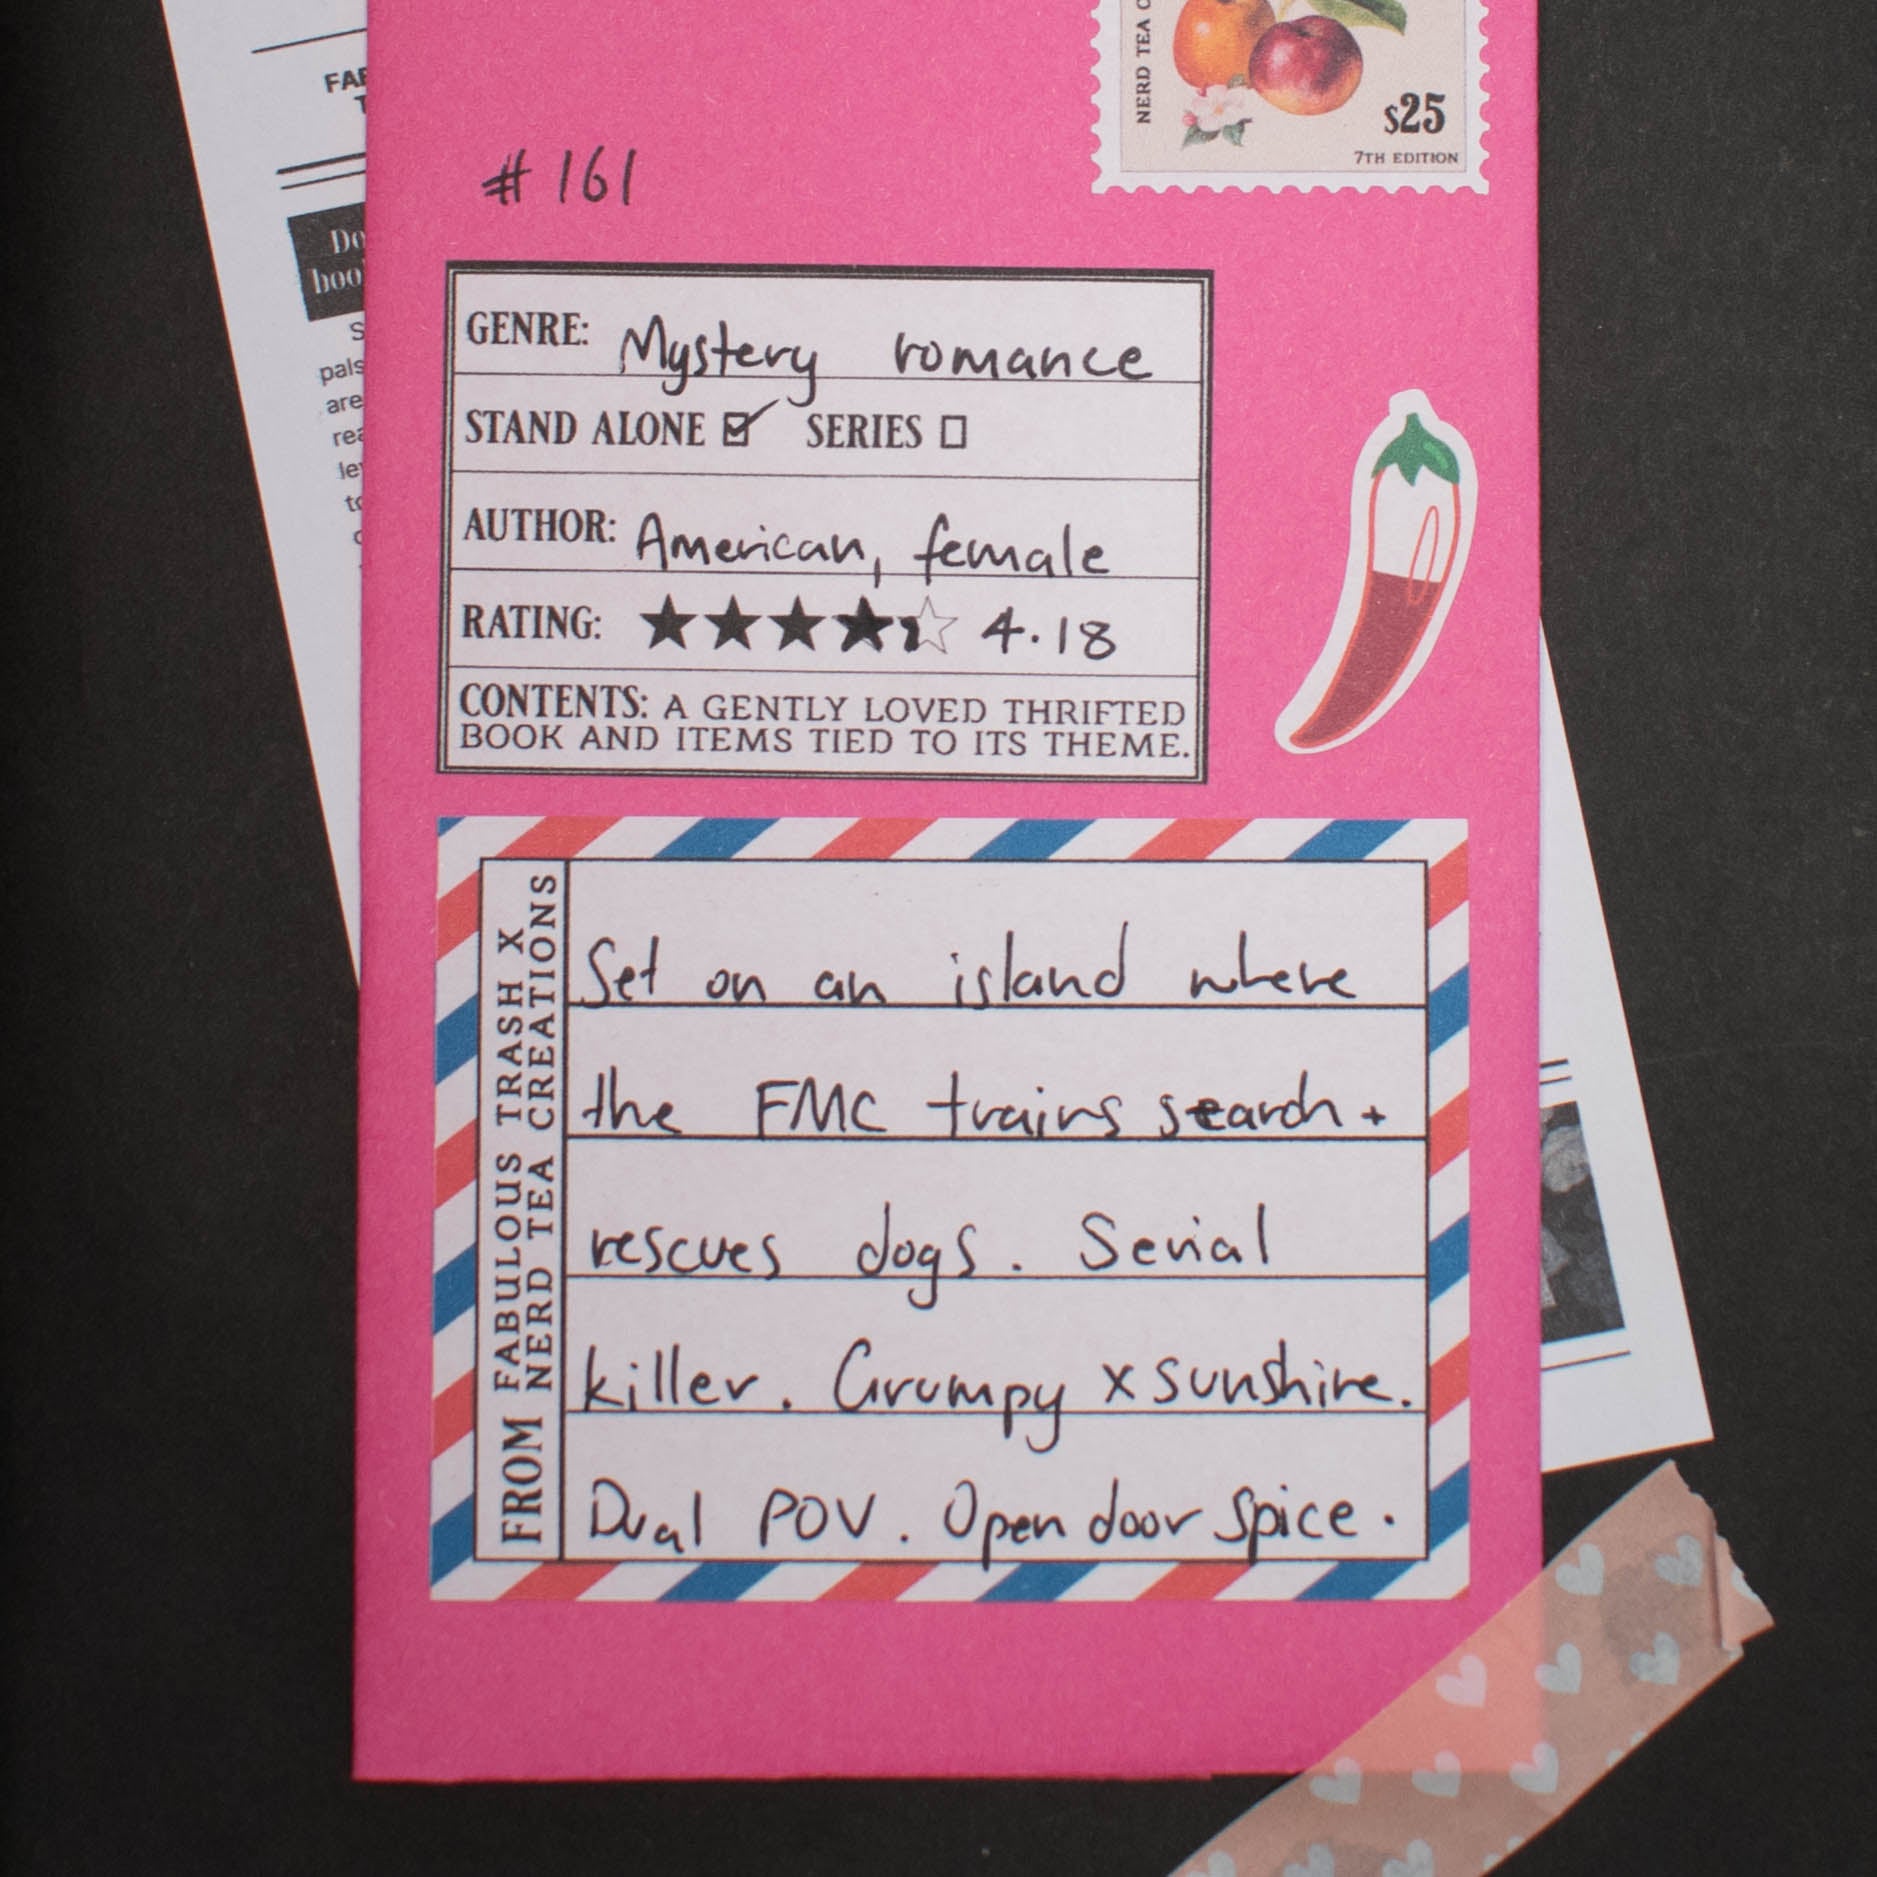 NERD TEA
$25
7TH EDITION
#161
GENRE: Mystery romance
STAND ALONE ☑ SERIES ☐
AUTHOR: American, female
RATING: ★★★★☆ 4.18
CONTENTS: A GENTLY LOVED THRIFTED
BOOK AND ITEMS TIED TO ITS THEME.
FROM FABULOUS TRASH X
NERD TEA CREATIONS
Set on an island where
the FMC trains search +
rescues dogs. Serial
killer. Grumpy x sunshine.
Dual POV. Open door spice.
pals
are